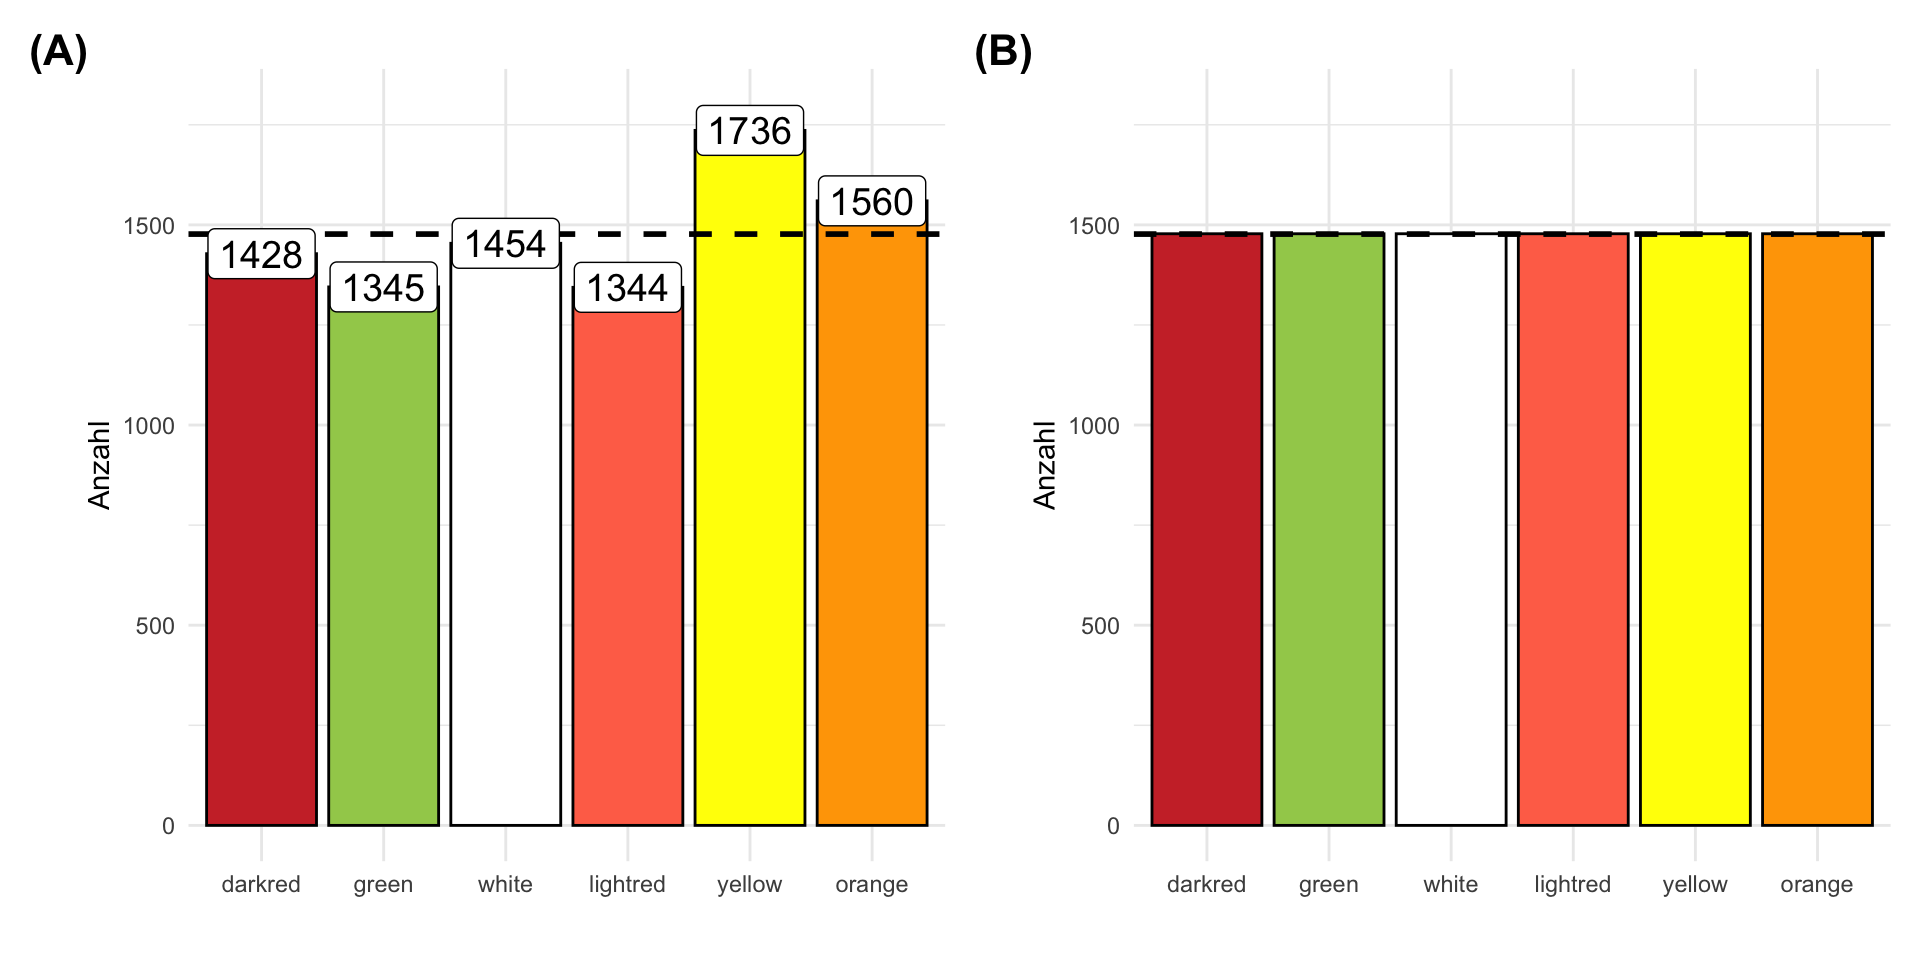 (A)
Anzahl
1500
1000
500
0
1428
1345
1454
1344
1736
1560
darkred
green
white
lightred
yellow
orange
(B)
Anzahl
1500
1000
500
0
darkred
green
white
lightred
yellow
orange